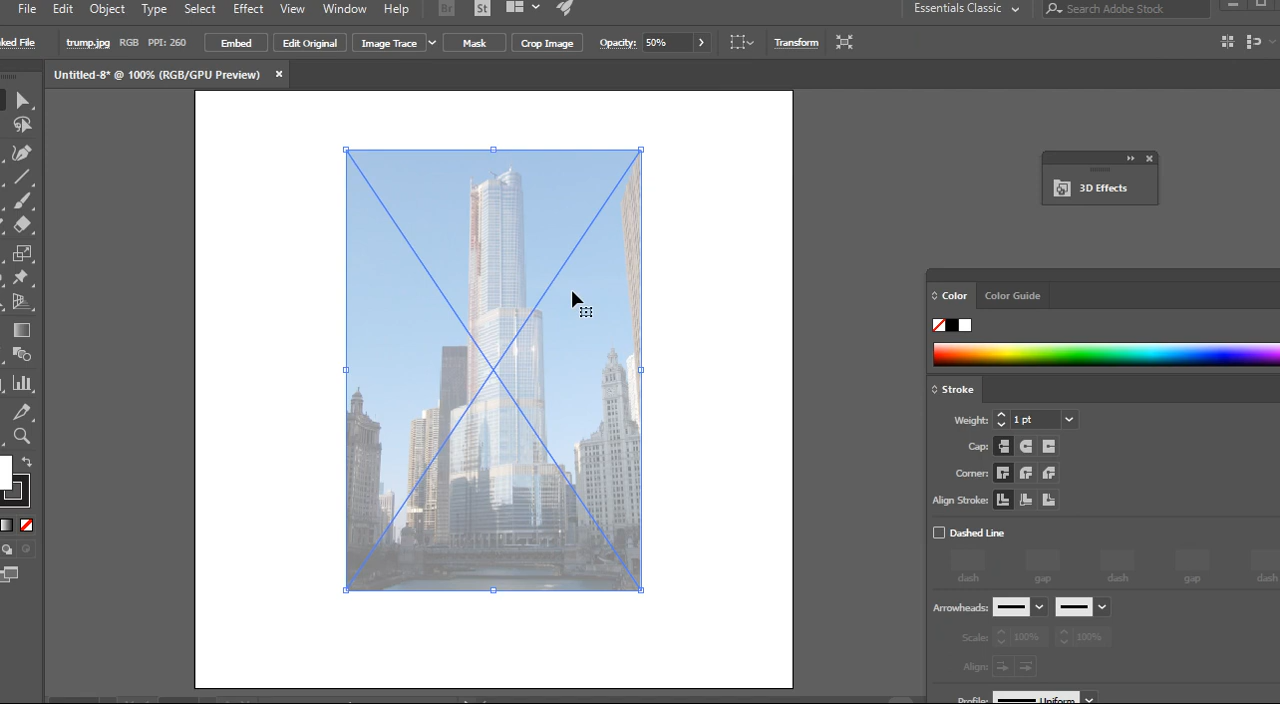 File Edit Object Type Select Effect View Window Help Br St Essentials Classic Search Adobe Stock
ked File trump.jpg RGB PPI: 260 Embed Edit Original Image Trace Mask Crop Image Opacity: 50% Transform
Untitled-8* @ 100% (RGB/GPU Preview)
3D Effects
Color Color Guide
Stroke
Weight: 1 pt
Cap:
Corner:
Align Stroke:
Dashed Line
dash gap dash gap dash
Arrowheads:
Scale: 100% 100%
Align:
Profile: Uniform